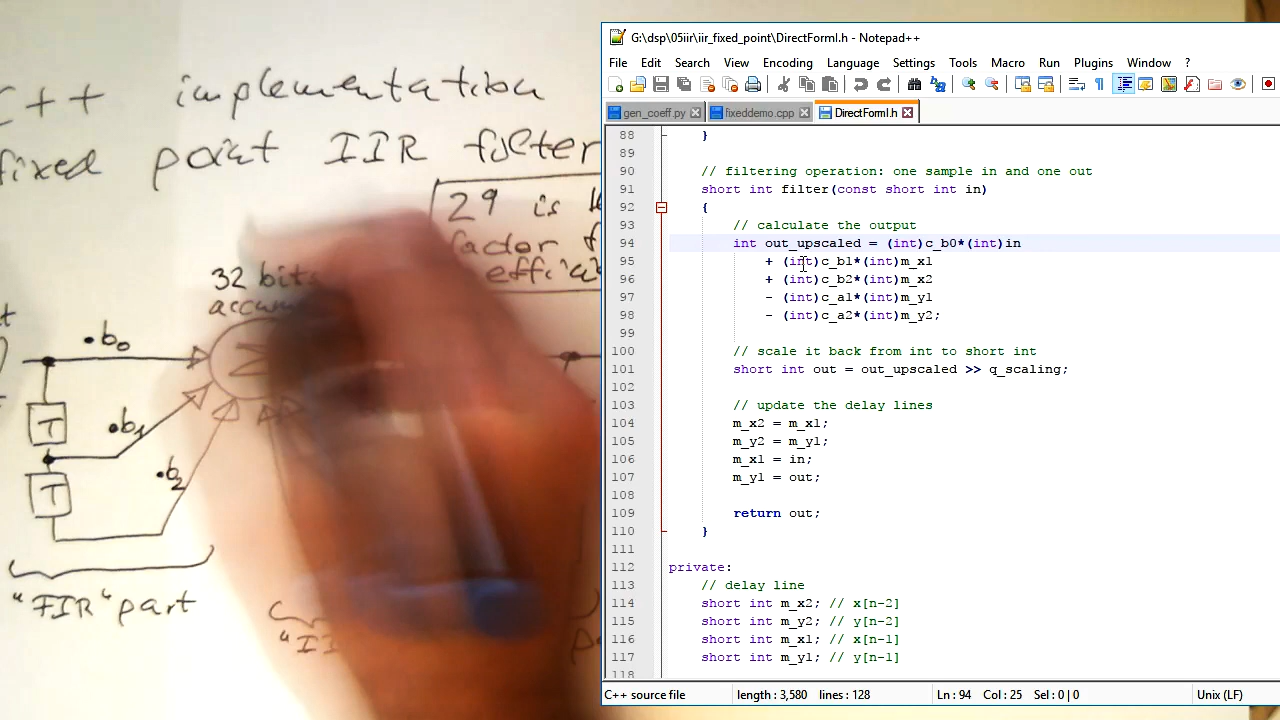 C++ implementation
fixed point IIR filter
29 is
factor
32 bits
b0
T
b1
T
b2
"FIR" part
G:\dsp\05iir\iir_fixed_point\DirectFormI.h - Notepad++
File Edit Search View Encoding Language Settings Tools Macro Run Plugins Window ?
gen_coeff.py fixeddemo.cpp DirectFormI.h
88 }
89
90 // filtering operation: one sample in and one out
91 short int filter(const short int in)
92 {
93 // calculate the output
94 int out_upscaled = (int)c_b0*(int)in
95 + (int)c_b1*(int)m_x1
96 + (int)c_b2*(int)m_x2
97 - (int)c_a1*(int)m_y1
98 - (int)c_a2*(int)m_y2;
99
100 // scale it back from int to short int
101 short int out = out_upscaled >> q_scaling;
102
103 // update the delay lines
104 m_x2 = m_x1;
105 m_y2 = m_y1;
106 m_x1 = in;
107 m_y1 = out;
108
109 return out;
110 }
111
112 private:
113 // delay line
114 short int m_x2; // x[n-2]
115 short int m_y2; // y[n-2]
116 short int m_x1; // x[n-1]
117 short int m_y1; // y[n-1]
118
C++ source file length : 3,580 lines : 128 Ln : 94 Col : 25 Sel : 0 | 0 Unix (LF)